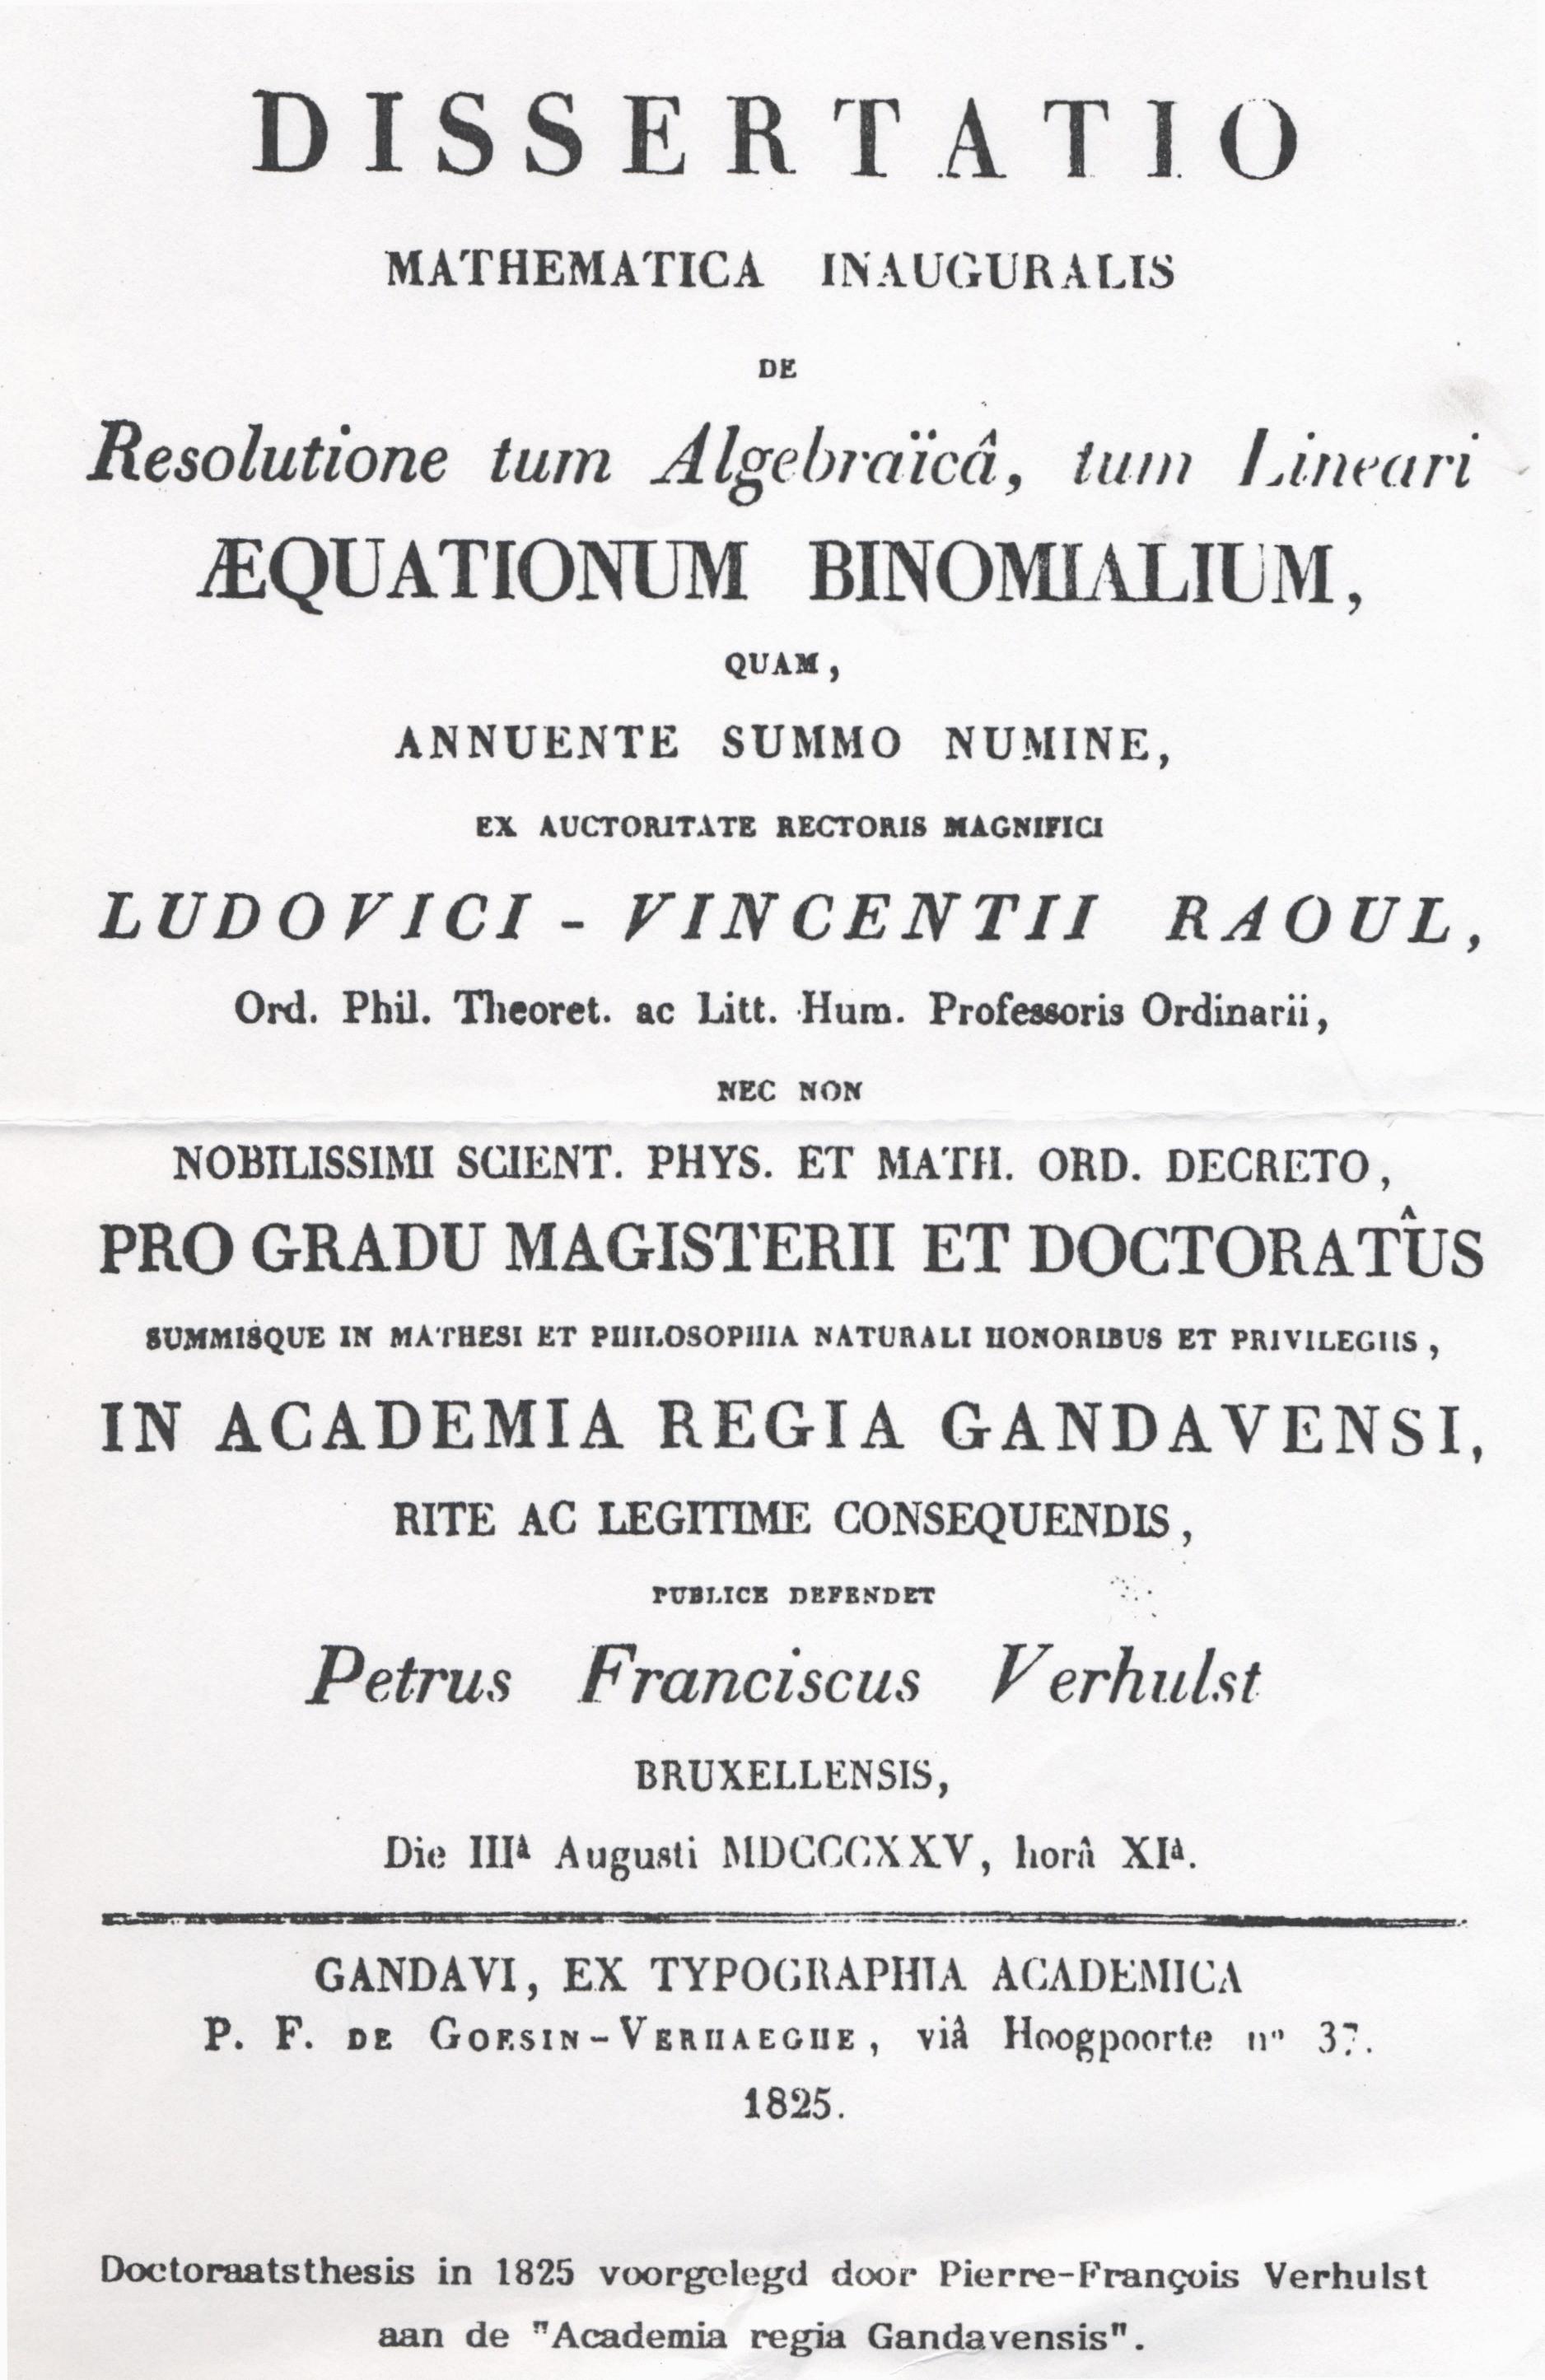 DISSERTATIO
MATHEMATICA INAUGURALIS
DE
Resolutione tum Algebraïcâ, tum Lineari
ÆQUATIONUM BINOMIALIUM,
QUAM,
ANNUENTE SUMMO NUMINE,
EX AUCTORITATE RECTORIS MAGNIFICI
LUDOVICI - VINCENTII RAOUL,
Ord. Phil. Theoret. ac Litt. Hum. Professoris Ordinarii,
NEC NON
NOBILISSIMI SCIENT. PHYS. ET MATH. ORD. DECRETO,
PRO GRADU MAGISTERII ET DOCTORATÛS
SUMMISQUE IN MATHESI ET PHILOSOPHIA NATURALI HONORIBUS ET PRIVILEGIIS,
IN ACADEMIA REGIA GANDAVENSI,
RITE AC LEGITIME CONSEQUENDIS,
PUBLICE DEFENDET
Petrus Franciscus Verhulst
BRUXELLENSIS,
Die IIIâ Augusti MDCCCXXV, horâ XIâ.
GANDAVI, EX TYPOGRAPHIA ACADEMICA
P. F. DE GOESIN-VERHAEGHE, viâ Hoogpoorte nº 37.
1825.
Doctoraatsthesis in 1825 voorgelegd door Pierre-François Verhulst
aan de "Academia regia Gandavensis".